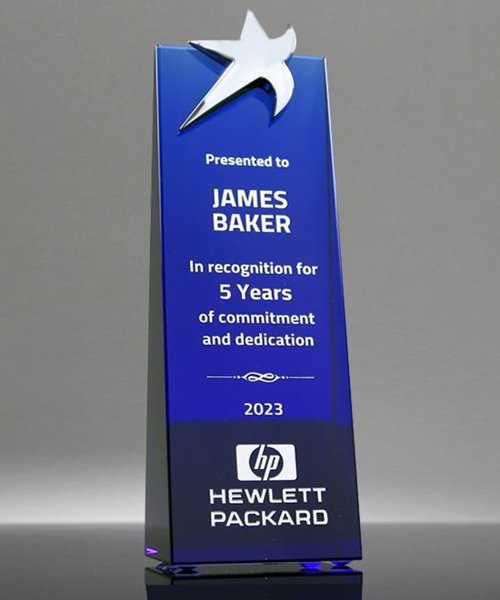 Presented to
JAMES
BAKER
In recognition for
5 Years
of commitment
and dedication
2023
hp
HEWLETT
PACKARD